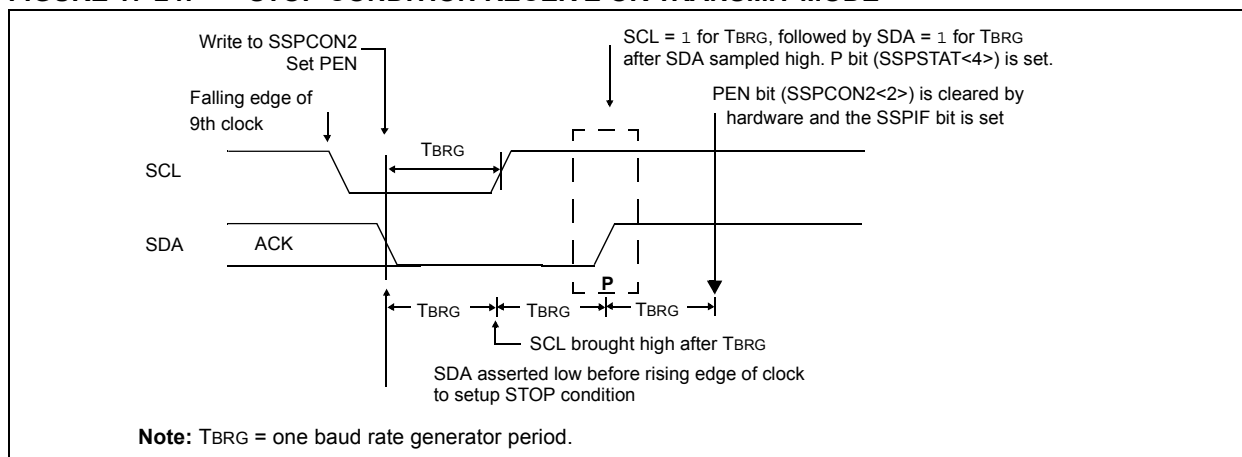 Write to SSPCON2
Set PEN
SCL = 1 for TBRG, followed by SDA = 1 for TBRG
after SDA sampled high. P bit (SSPSTAT<4>) is set.
Falling edge of
9th clock
PEN bit (SSPCON2<2>) is cleared by
hardware and the SSPIF bit is set
TBRG
SCL
SDA
ACK
P
TBRG
TBRG
TBRG
SCL brought high after TBRG
SDA asserted low before rising edge of clock
to setup STOP condition
Note: TBRG = one baud rate generator period.